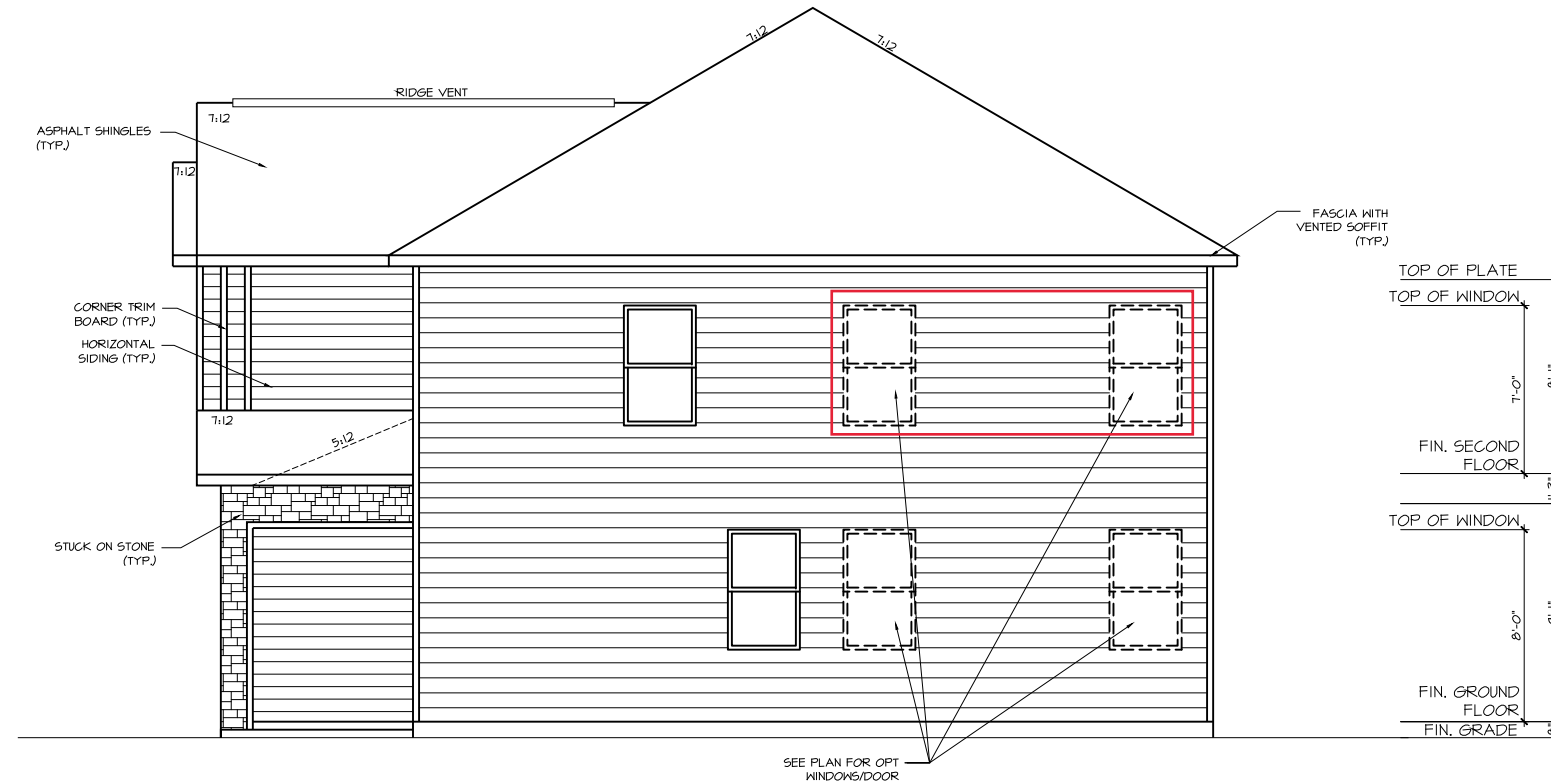 7:12
7:12
RIDGE VENT
7:12
ASPHALT SHINGLES
(TYP.)
7:12
FASCIA WITH
VENTED SOFFIT
(TYP.)
TOP OF PLATE
TOP OF WINDOW
CORNER TRIM
BOARD (TYP.)
HORIZONTAL
SIDING (TYP.)
7'-0"
7:12
5:12
FIN. SECOND
FLOOR
TOP OF WINDOW
STUCK ON STONE
(TYP.)
8'-0"
FIN. GROUND
FLOOR
FIN. GRADE
SEE PLAN FOR OPT
WINDOWS/DOOR